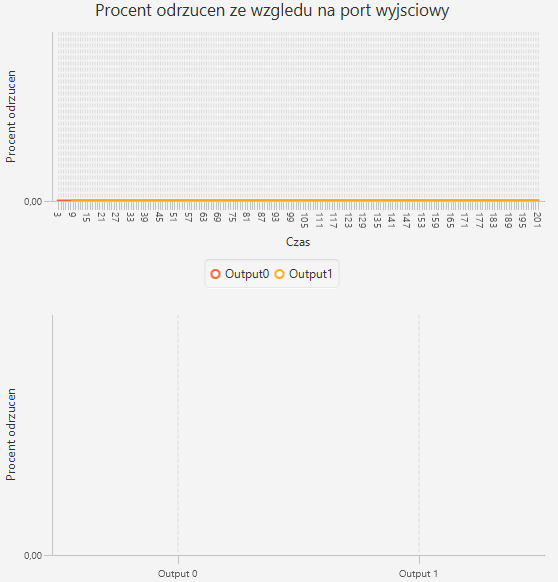 Procent odrzucen ze wzgledu na port wyjsciowy
Procent odrzucen
0,00
3 9 15 21 27 33 39 45 51 57 63 69 75 81 87 93 99 105 111 117 123 129 135 141 147 153 159 165 171 177 183 189 195 201
Czas
Output0 Output1
Procent odrzucen
0,00
Output 0 Output 1